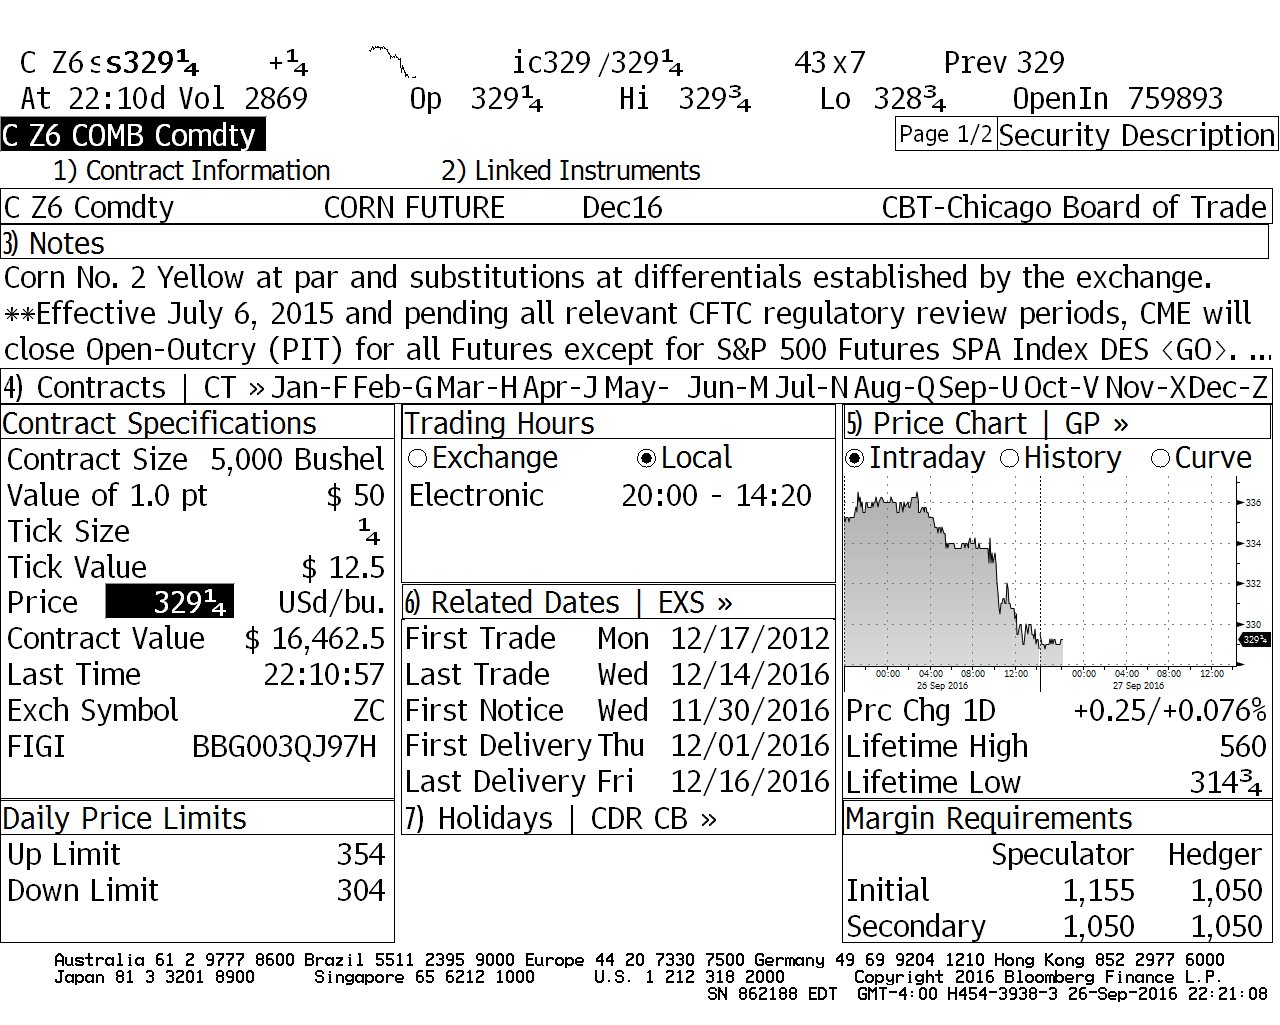 C Z6 ss329¼ +¼ ic329 /329¼ 43 x7 Prev 329
At 22:10d Vol 2869 Op 329¼ Hi 329¾ Lo 328¾ OpenIn 759893
C Z6 COMB Comdty Page 1/2 Security Description
1) Contract Information 2) Linked Instruments
C Z6 Comdty CORN FUTURE Dec16 CBT-Chicago Board of Trade
3) Notes
Corn No. 2 Yellow at par and substitutions at differentials established by the exchange.
**Effective July 6, 2015 and pending all relevant CFTC regulatory review periods, CME will
close Open-Outcry (PIT) for all Futures except for S&P 500 Futures SPA Index DES <GO>. ...
4) Contracts | CT » Jan-F Feb-G Mar-H Apr-J May- Jun-M Jul-N Aug-Q Sep-U Oct-V Nov-X Dec-Z
Contract Specifications
Contract Size 5,000 Bushel
Value of 1.0 pt $ 50
Tick Size ¼
Tick Value $ 12.5
Price 329¼ USd/bu.
Contract Value $ 16,462.5
Last Time 22:10:57
Exch Symbol ZC
FIGI BBG003QJ97H
Daily Price Limits
Up Limit 354
Down Limit 304
Trading Hours
Exchange Local
Electronic 20:00 - 14:20
6) Related Dates | EXS »
First Trade Mon 12/17/2012
Last Trade Wed 12/14/2016
First Notice Wed 11/30/2016
First Delivery Thu 12/01/2016
Last Delivery Fri 12/16/2016
7) Holidays | CDR CB »
5) Price Chart | GP »
Intraday History Curve
336
334
332
330
329¼
00:00 04:00 08:00 12:00 00:00 04:00 08:00 12:00
26 Sep 2016 27 Sep 2016
Prc Chg 1D +0.25/+0.076%
Lifetime High 560
Lifetime Low 314¾
Margin Requirements
Speculator Hedger
Initial 1,155 1,050
Secondary 1,050 1,050
Australia 61 2 9777 8600 Brazil 5511 2395 9000 Europe 44 20 7330 7500 Germany 49 69 9204 1210 Hong Kong 852 2977 6000
Japan 81 3 3201 8900 Singapore 65 6212 1000 U.S. 1 212 318 2000 Copyright 2016 Bloomberg Finance L.P.
SN 862188 EDT GMT-4:00 H454-3938-3 26-Sep-2016 22:21:08